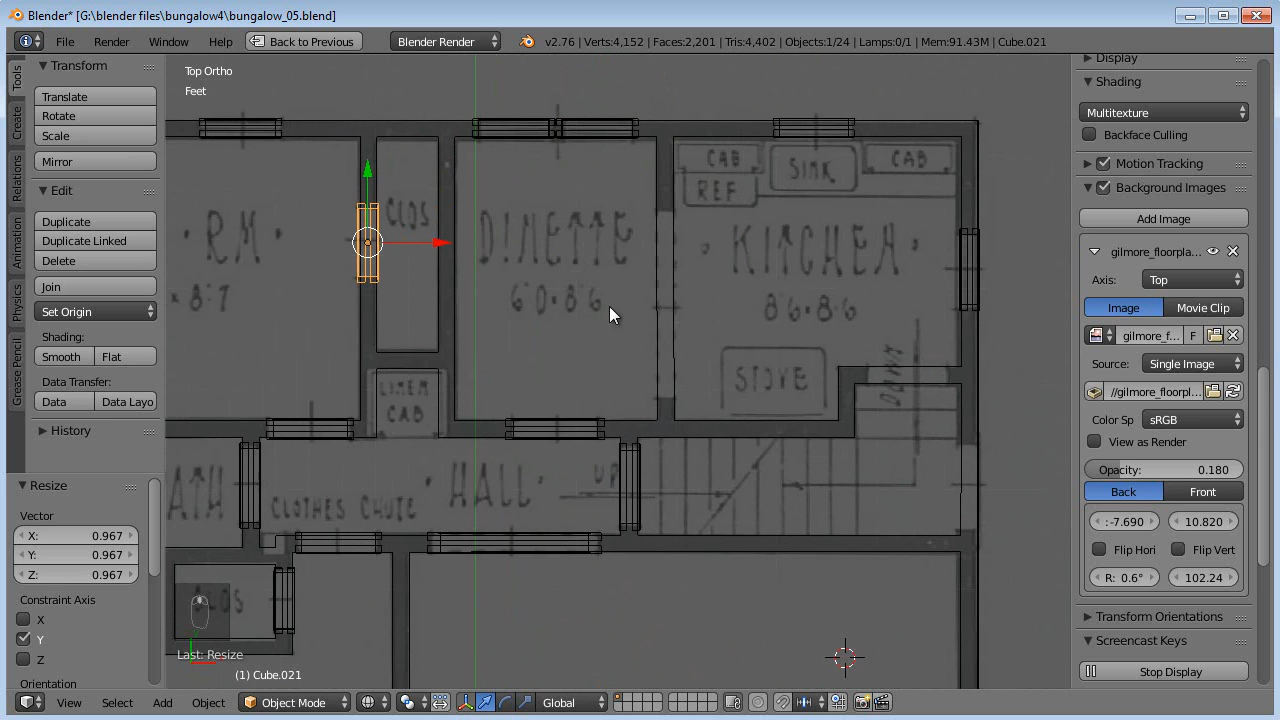 Blender* [G:\blender files\bungalow4\bungalow_05.blend]
File Render Window Help Back to Previous Blender Render v2.76 | Verts:4,152 | Faces:2,201 | Tris:4,402 | Objects:1/24 | Lamps:0/1 | Mem:91.43M | Cube.021
Tools
Create
Relations
Animation
Physics
Grease Pencil
Transform
Translate
Rotate
Scale
Mirror
Edit
Duplicate
Duplicate Linked
Delete
Join
Set Origin
Shading:
Smooth Flat
Data Transfer:
Data Data Layo
History
Resize
Vector
X: 0.967
Y: 0.967
Z: 0.967
Constraint Axis
X
Y
Z
Orientation
Top Ortho
Feet
CAB SINK CAB
REF
RM
CLOS
DINETTE
KITCHEN
8·7
6·0·8·6
8·6·8·6
STOVE
DOWN
LINEN
CAB
ATH
CLOTHES CHUTE
HALL
UP
CLOS
Last: Resize
(1) Cube.021
Display
Shading
Multitexture
Backface Culling
Motion Tracking
Background Images
Add Image
gilmore_floorpla...
Axis: Top
Image Movie Clip
gilmore_f... F
Source: Single Image
//gilmore_floorpl...
Color S sRGB
View as Render
Opacity: 0.180
Back Front
: -7.690 10.820
Flip Hori Flip Vert
R: 0.6° 102.24
Transform Orientations
Screencast Keys
Stop Display
View Select Add Object Object Mode Global